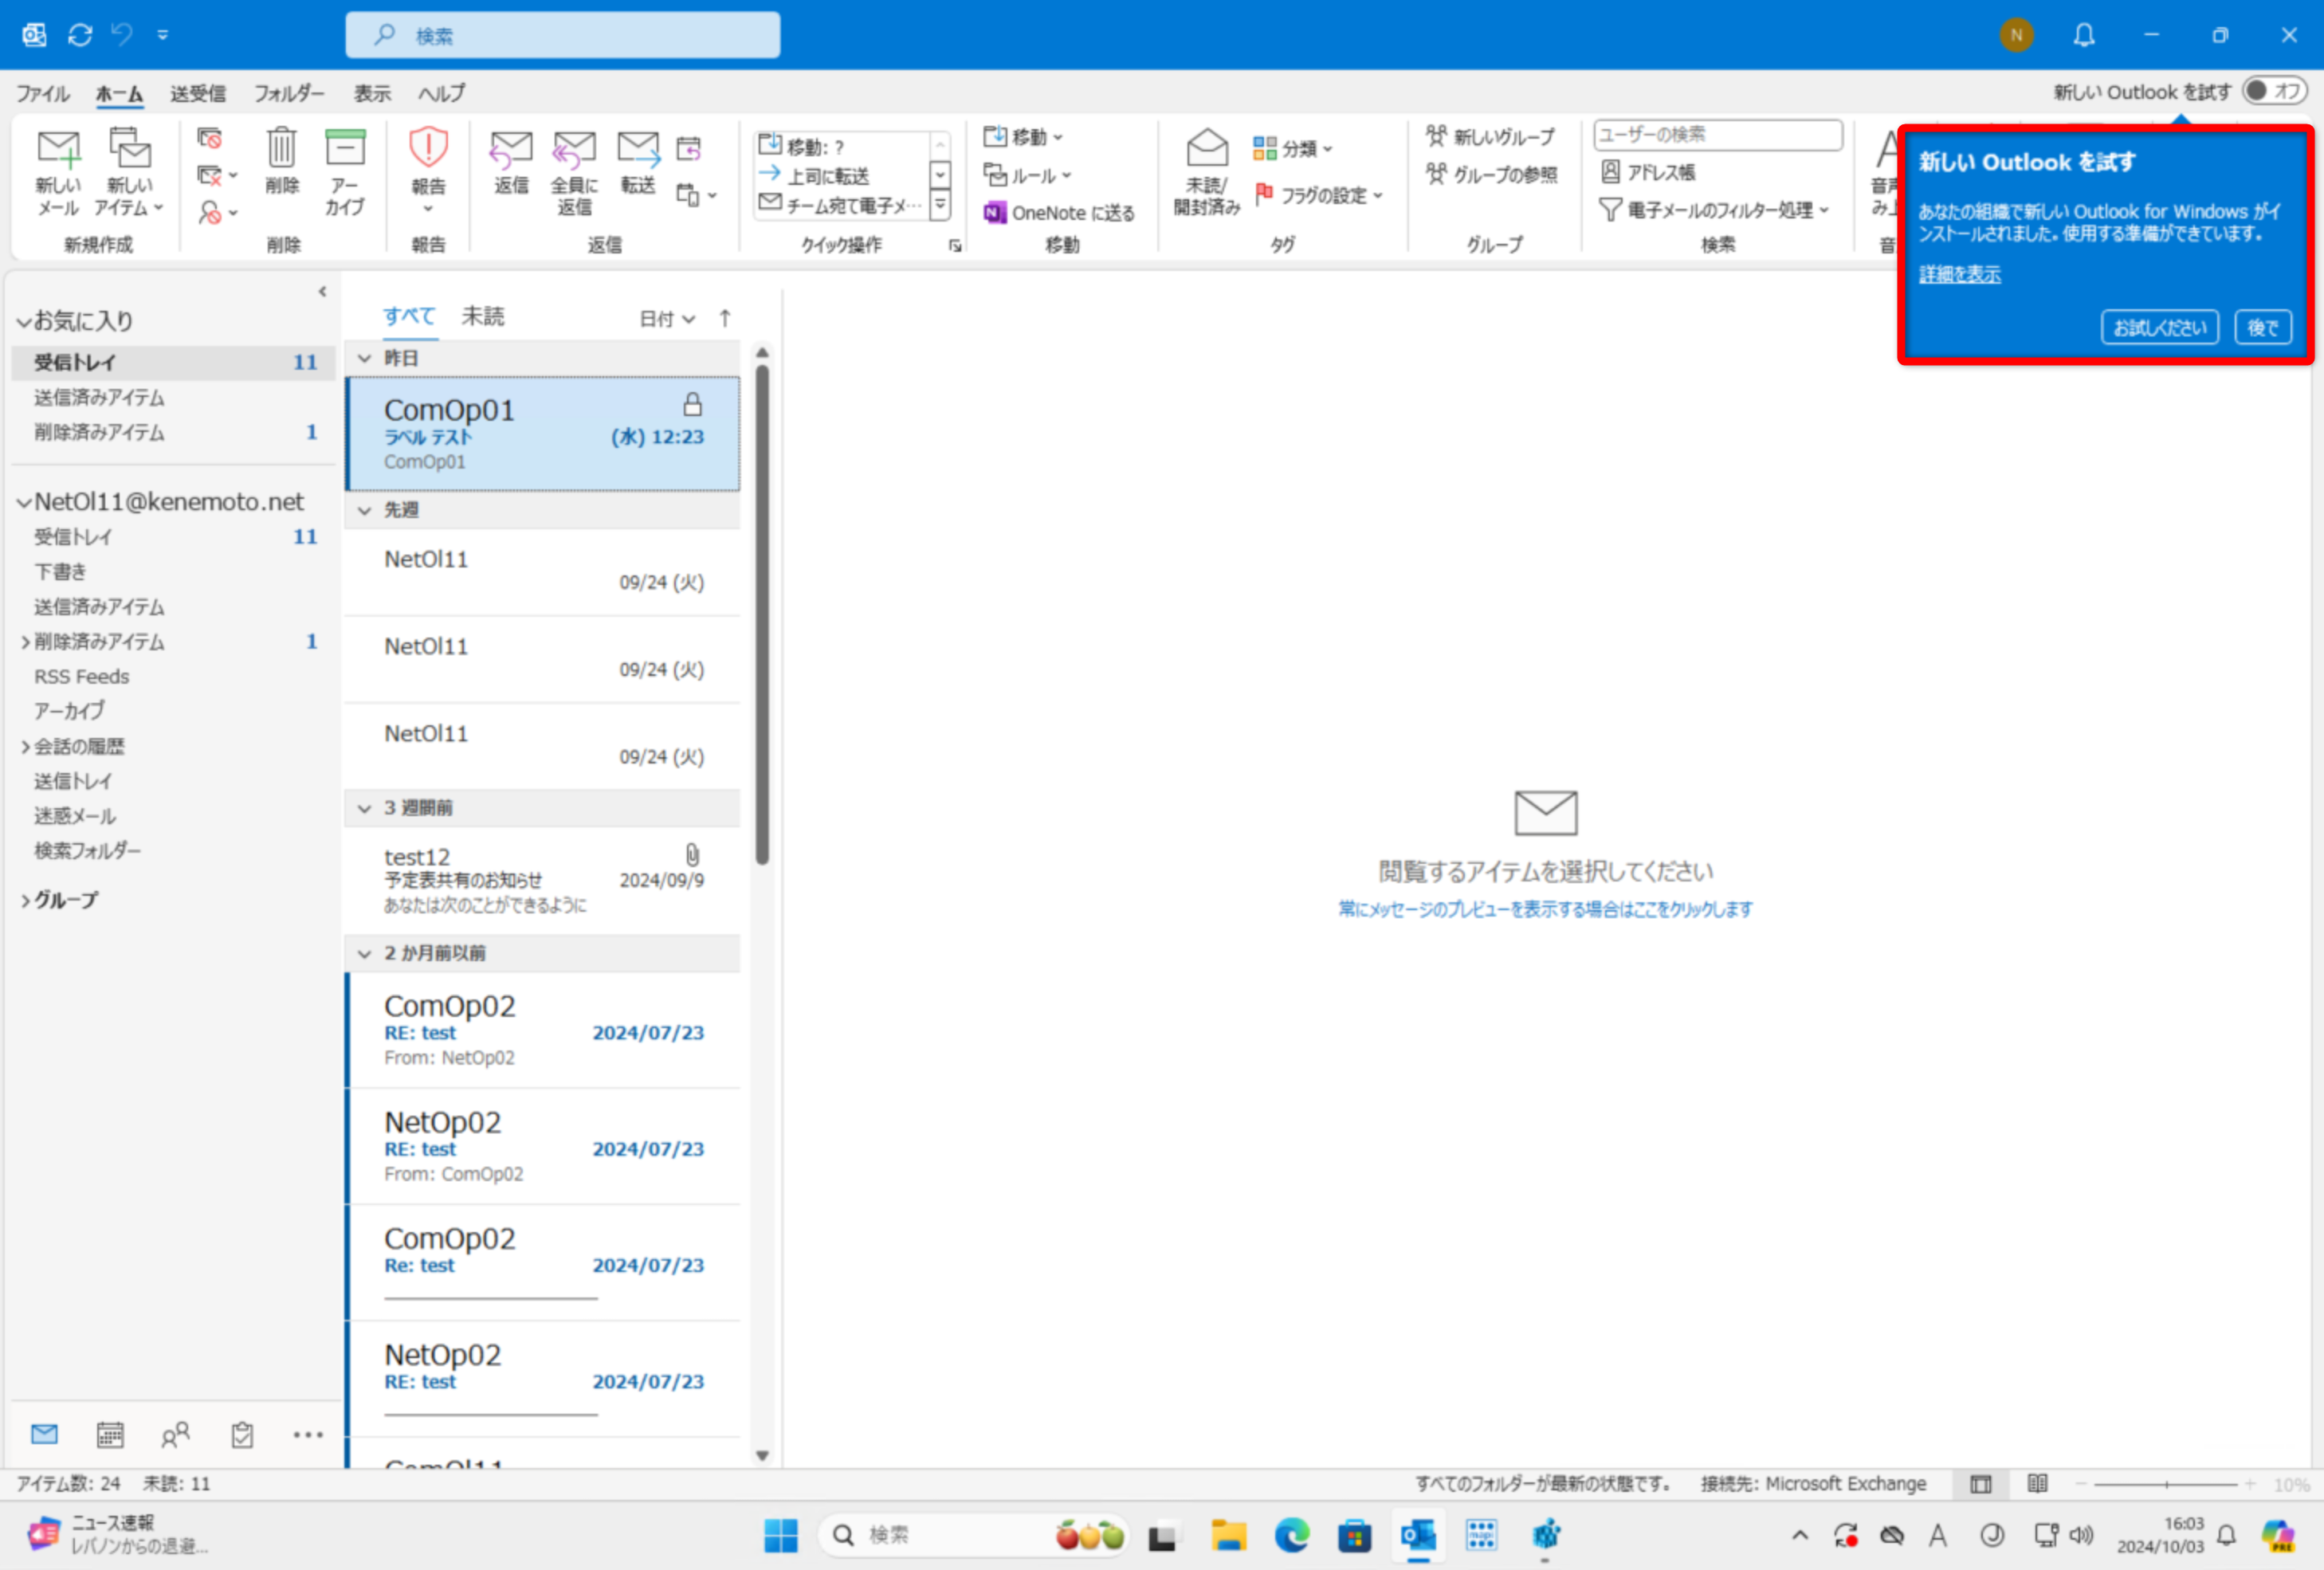 検索
N
ファイル ホーム 送受信 フォルダー 表示 ヘルプ
新しい Outlook を試す オフ
新しい
メール
新しい
アイテム
新規作成
削除
アー
カイブ
削除
報告
報告
返信
全員に
返信
転送
返信
移動: ?
上司に転送
チーム宛て電子メ…
クイック操作
移動
ルール
OneNote に送る
移動
未読/
開封済み
分類
フラグの設定
タグ
新しいグループ
グループの参照
グループ
ユーザーの検索
アドレス帳
電子メールのフィルター処理
検索
新しい Outlook を試す
あなたの組織で新しい Outlook for Windows がイ
ンストールされました。使用する準備ができています。
詳細を表示
お試しください 後で
お気に入り
受信トレイ 11
送信済みアイテム
削除済みアイテム 1
NetOl11@kenemoto.net
受信トレイ 11
下書き
送信済みアイテム
削除済みアイテム 1
RSS Feeds
アーカイブ
会話の履歴
送信トレイ
迷惑メール
検索フォルダー
グループ
すべて 未読 日付
昨日
ComOp01
ラベル テスト (水) 12:23
ComOp01
先週
NetOl11
09/24 (火)
NetOl11
09/24 (火)
NetOl11
09/24 (火)
3 週間前
test12
予定表共有のお知らせ 2024/09/9
あなたは次のことができるように
2 か月前以前
ComOp02
RE: test 2024/07/23
From: NetOp02
NetOp02
RE: test 2024/07/23
From: ComOp02
ComOp02
Re: test 2024/07/23
NetOp02
RE: test 2024/07/23
閲覧するアイテムを選択してください
常にメッセージのプレビューを表示する場合はここをクリックします
アイテム数: 24 未読: 11
すべてのフォルダーが最新の状態です。 接続先: Microsoft Exchange
10%
ニュース速報
レバノンからの退避...
検索
A
16:03
2024/10/03
PRE